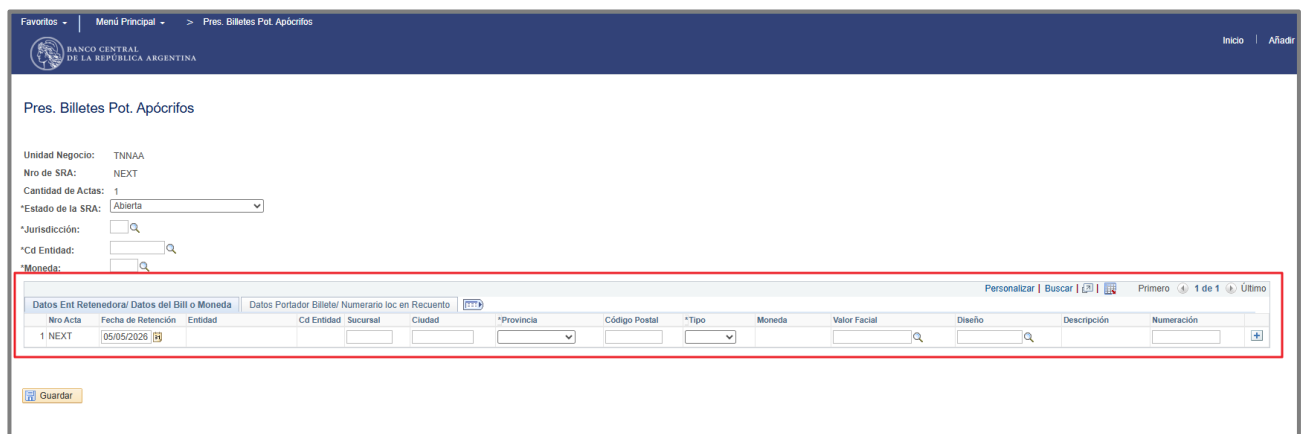 Favoritos Menú Principal > Pres. Billetes Pot. Apócrifos
BANCO CENTRAL
DE LA REPÚBLICA ARGENTINA
Inicio | Añadir
Pres. Billetes Pot. Apócrifos
Unidad Negocio: TNNAA
Nro de SRA: NEXT
Cantidad de Actas: 1
*Estado de la SRA: Abierta
*Jurisdicción:
*Cd Entidad:
*Moneda:
Personalizar | Buscar | | Primero 1 de 1 Último
Datos Ent Retenedora/ Datos del Bill o Moneda Datos Portador Billete/ Numerario loc en Recuento
Nro Acta Fecha de Retención Entidad Cd Entidad Sucursal Ciudad *Provincia Código Postal *Tipo Moneda Valor Facial Diseño Descripción Numeración
1 NEXT 05/05/2026
Guardar